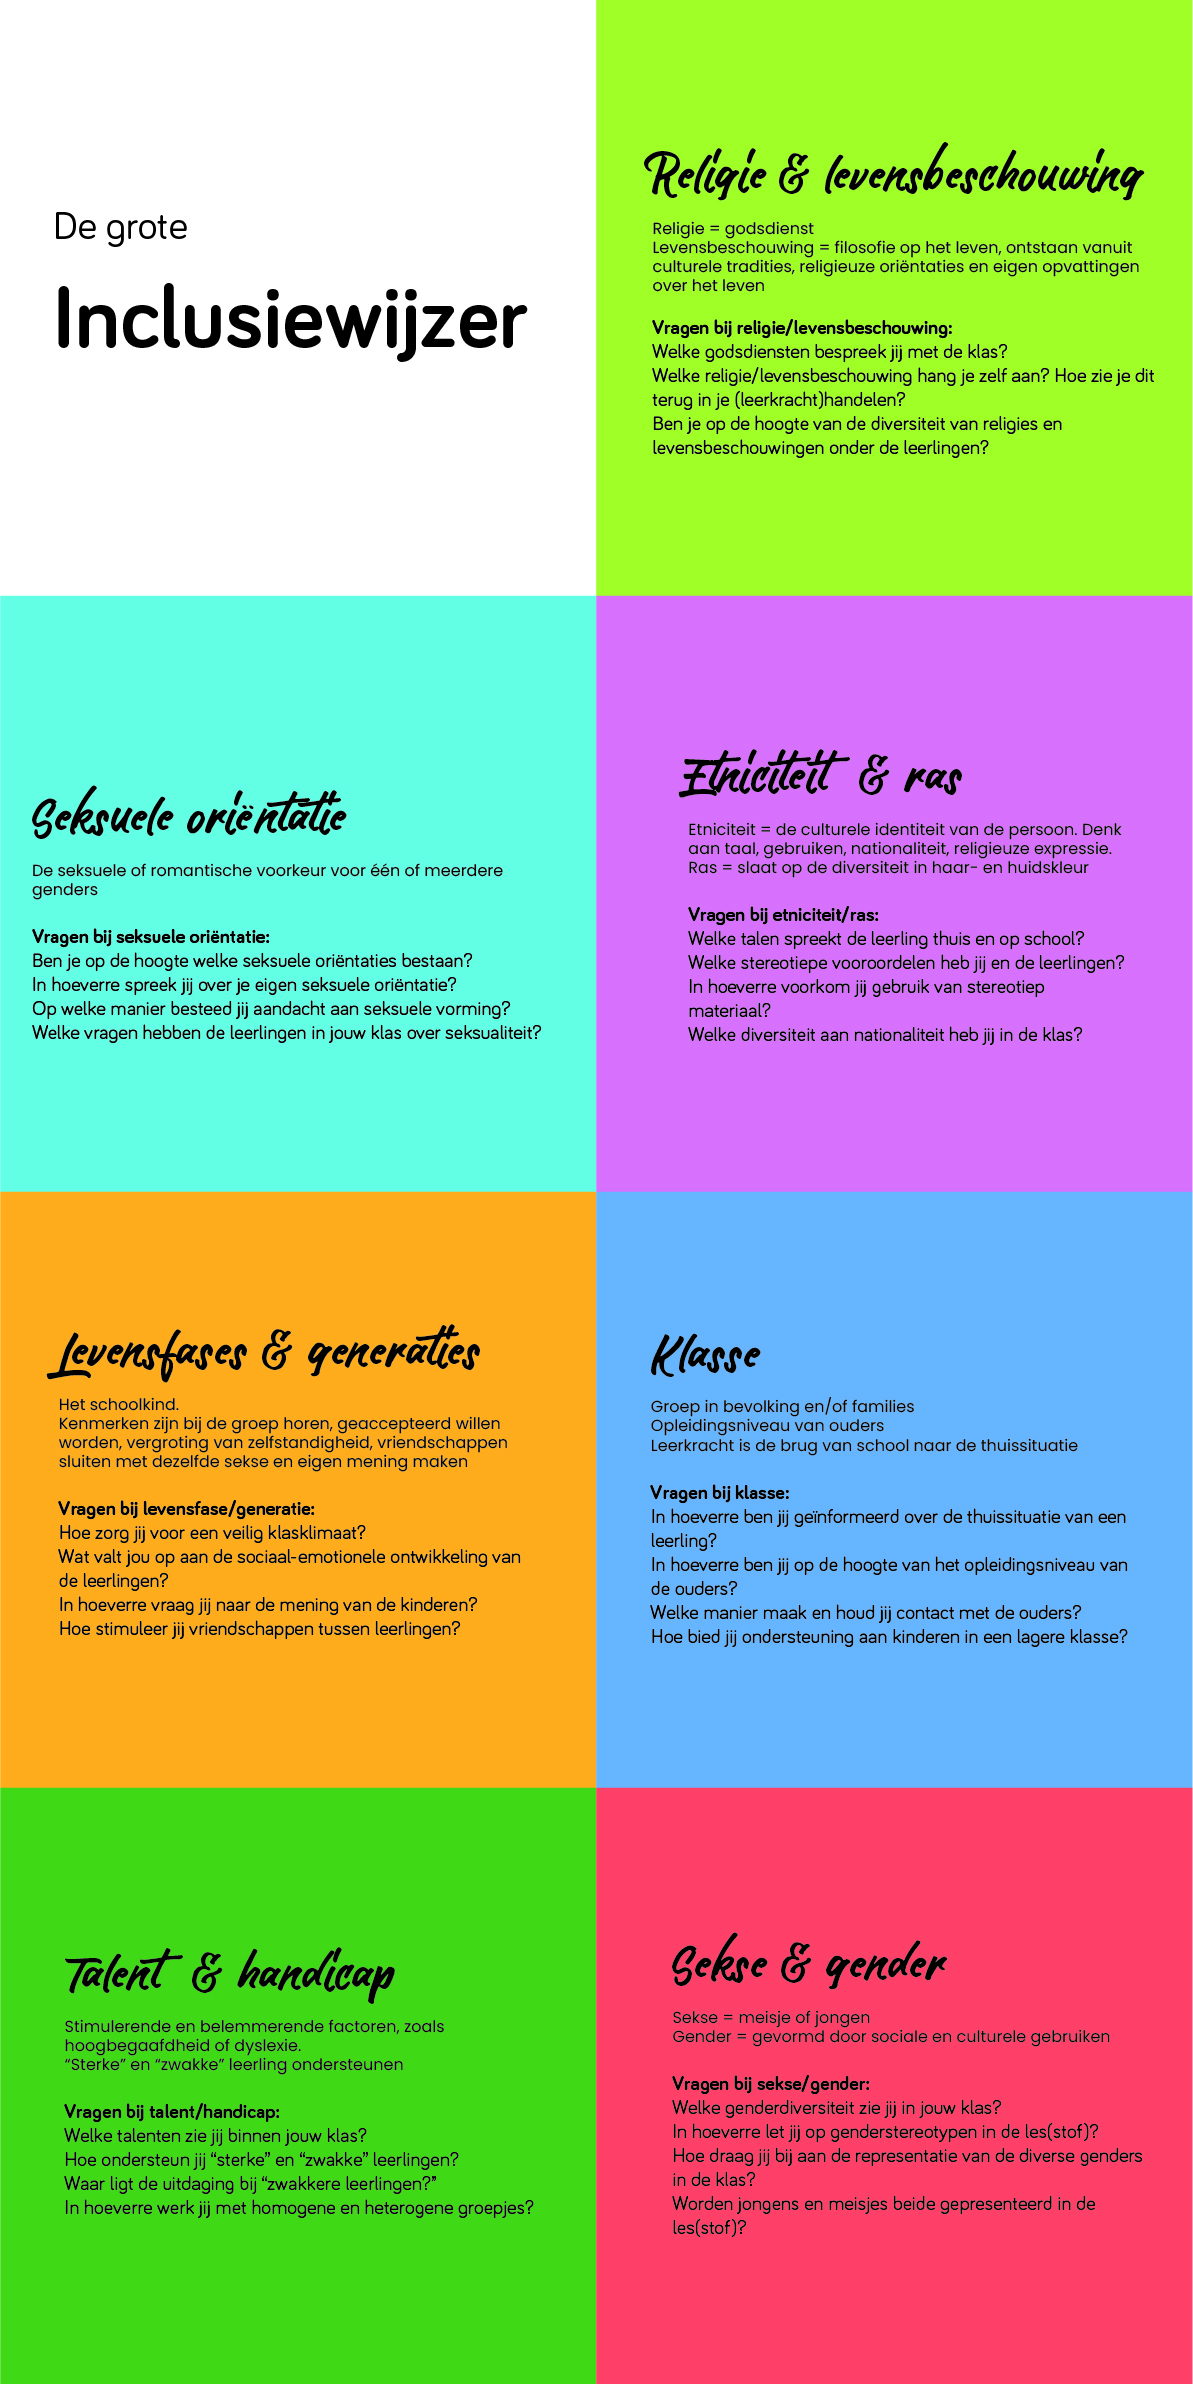 De grote
Inclusiewijzer
Religie & levensbeschouwing
Religie = godsdienst
Levensbeschouwing = filosofie op het leven, ontstaan vanuit
culturele tradities, religieuze oriëntaties en eigen opvattingen
over het leven
Vragen bij religie/levensbeschouwing:
Welke godsdiensten bespreek jij met de klas?
Welke religie/levensbeschouwing hang je zelf aan? Hoe zie je dit
terug in je (leerkracht)handelen?
Ben je op de hoogte van de diversiteit van religies en
levensbeschouwingen onder de leerlingen?
Seksuele oriëntatie
De seksuele of romantische voorkeur voor één of meerdere
genders
Vragen bij seksuele oriëntatie:
Ben je op de hoogte welke seksuele oriëntaties bestaan?
In hoeverre spreek jij over je eigen seksuele oriëntatie?
Op welke manier besteed jij aandacht aan seksuele vorming?
Welke vragen hebben de leerlingen in jouw klas over seksualiteit?
Etniciteit & ras
Etniciteit = de culturele identiteit van de persoon. Denk
aan taal, gebruiken, nationaliteit, religieuze expressie.
Ras = slaat op de diversiteit in haar- en huidskleur
Vragen bij etniciteit/ras:
Welke talen spreekt de leerling thuis en op school?
Welke stereotiepe vooroordelen heb jij en de leerlingen?
In hoeverre voorkom jij gebruik van stereotiep
materiaal?
Welke diversiteit aan nationaliteit heb jij in de klas?
Levensfases & generaties
Het schoolkind.
Kenmerken zijn bij de groep horen, geaccepteerd willen
worden, vergroting van zelfstandigheid, vriendschappen
sluiten met dezelfde sekse en eigen mening maken
Vragen bij levensfase/generatie:
Hoe zorg jij voor een veilig klasklimaat?
Wat valt jou op aan de sociaal-emotionele ontwikkeling van
de leerlingen?
In hoeverre vraag jij naar de mening van de kinderen?
Hoe stimuleer jij vriendschappen tussen leerlingen?
Klasse
Groep in bevolking en/of families
Opleidingsniveau van ouders
Leerkracht is de brug van school naar de thuissituatie
Vragen bij klasse:
In hoeverre ben jij geïnformeerd over de thuissituatie van een
leerling?
In hoeverre ben jij op de hoogte van het opleidingsniveau van
de ouders?
Welke manier maak en houd jij contact met de ouders?
Hoe bied jij ondersteuning aan kinderen in een lagere klasse?
Talent & handicap
Stimulerende en belemmerende factoren, zoals
hoogbegaafdheid of dyslexie.
“Sterke” en “zwakke” leerling ondersteunen
Vragen bij talent/handicap:
Welke talenten zie jij binnen jouw klas?
Hoe ondersteun jij “sterke” en “zwakke” leerlingen?
Waar ligt de uitdaging bij “zwakkere leerlingen?”
In hoeverre werk jij met homogene en heterogene groepjes?
Sekse & gender
Sekse = meisje of jongen
Gender = gevormd door sociale en culturele gebruiken
Vragen bij sekse/gender:
Welke genderdiversiteit zie jij in jouw klas?
In hoeverre let jij op genderstereotypen in de les(stof)?
Hoe draag jij bij aan de representatie van de diverse genders
in de klas?
Worden jongens en meisjes beide gepresenteerd in de
les(stof)?